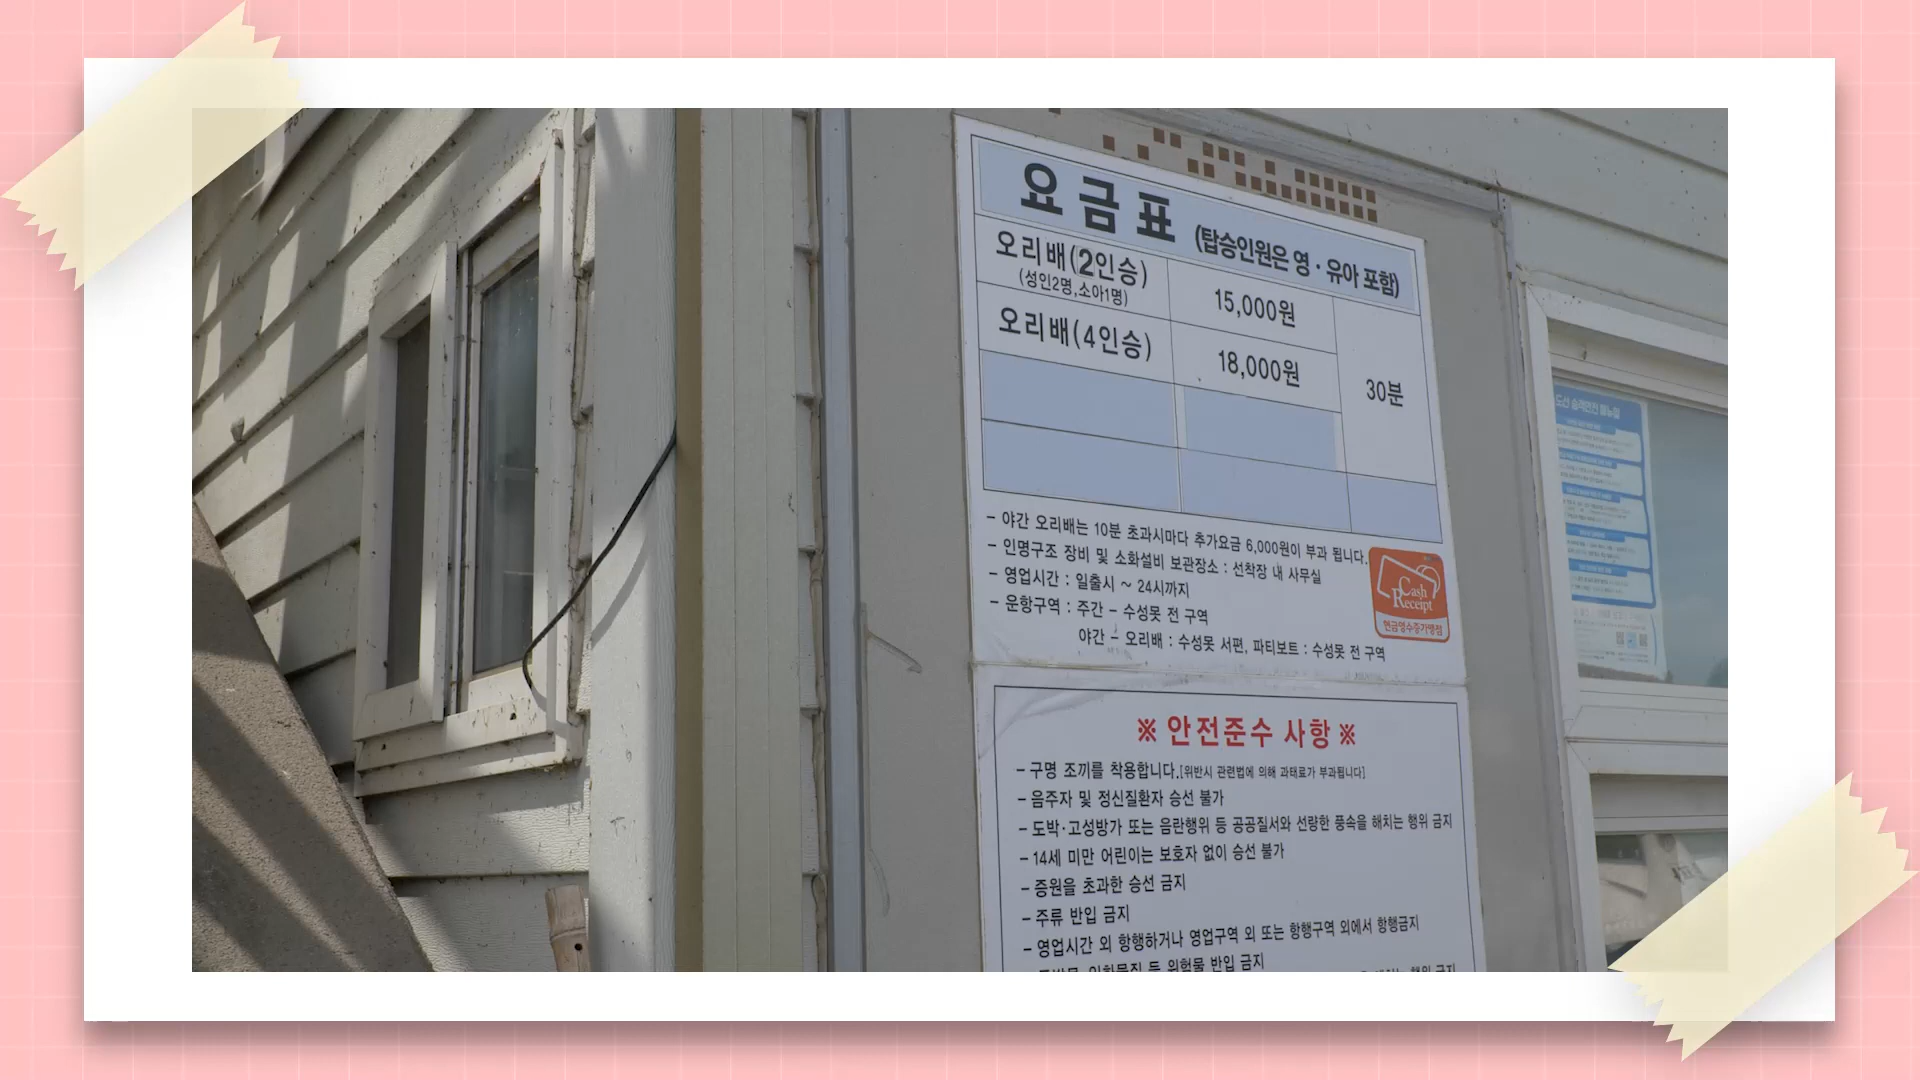 요금표 (탑승인원은 영·유아 포함)
오리배(2인승) 15,000원
(성인2명,소아1명)
오리배(4인승) 18,000원
30분
- 야간 오리배는 10분 초과시마다 추가요금 6,000원이 부과 됩니다.
- 인명구조 장비 및 소화설비 보관장소 : 선착장 내 사무실
- 영업시간 : 일출시 ~ 24시까지
- 운항구역 : 주간 - 수성못 전 구역
야간 - 오리배 : 수성못 서편, 파티보트 : 수성못 전 구역
Cash
Receipt
현금영수증가맹점
※ 안전준수 사항 ※
- 구명 조끼를 착용합니다.[위반시 관련법에 의해 과태료가 부과됩니다]
- 음주자 및 정신질환자 승선 불가
- 도박·고성방가 또는 음란행위 등 공공질서와 선량한 풍속을 해치는 행위 금지
- 14세 미만 어린이는 보호자 없이 승선 불가
- 증원을 초과한 승선 금지
- 주류 반입 금지
- 영업시간 외 항행하거나 영업구역 외 또는 항행구역 외에서 항행금지
등 위험물 반입 금지